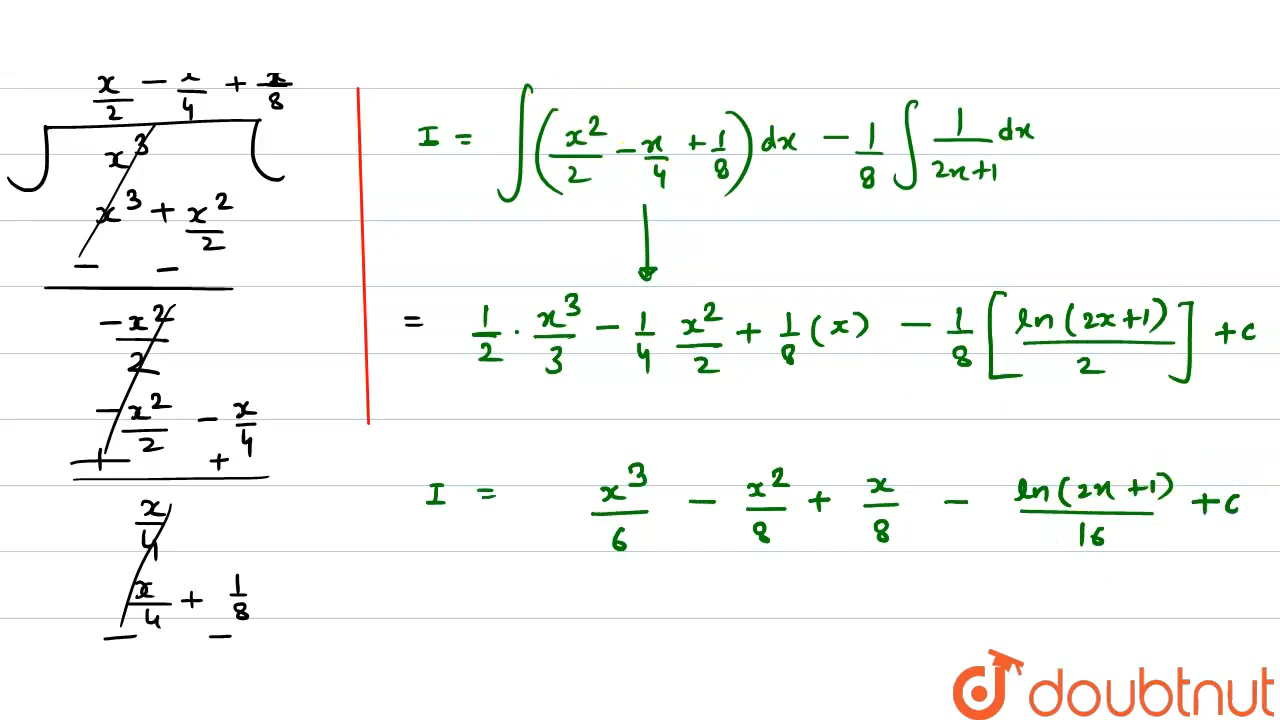 x/2 - x/4 + x/8
x³
x³ + x²/2
- -
-x²/2
-x²/2 - x/4
+ +
x/4
x/4 + 1/8
- -
I = ∫(x²/2 - x/4 + 1/8)dx - 1/8 ∫ 1/(2x+1) dx
= 1/2 · x³/3 - 1/4 x²/2 + 1/8 (x) - 1/8 [ln(2x+1)/2] + c
I = x³/6 - x²/8 + x/8 - ln(2x+1)/16 + c
doubtnut